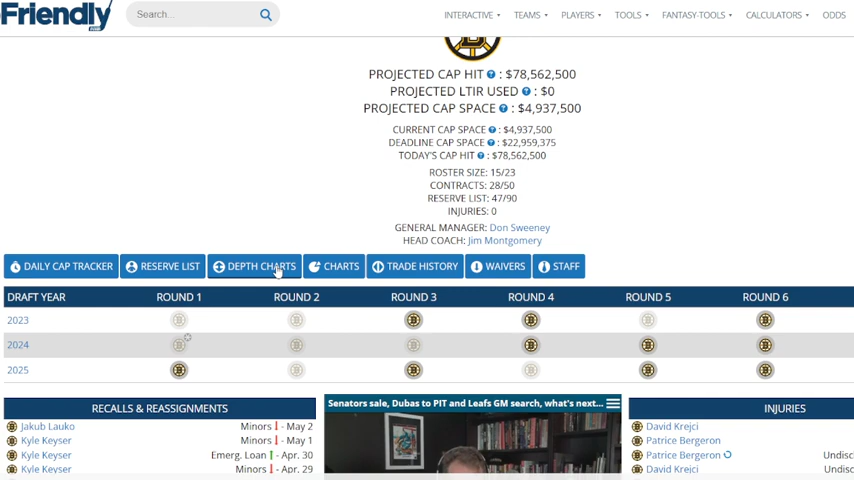 Friendly
Search...
INTERACTIVE
TEAMS
PLAYERS
TOOLS
FANTASY-TOOLS
CALCULATORS
ODDS
PROJECTED CAP HIT ? : $78,562,500
PROJECTED LTIR USED ? : $0
PROJECTED CAP SPACE ? : $4,937,500
CURRENT CAP SPACE ? : $4,937,500
DEADLINE CAP SPACE ? : $22,959,375
TODAY'S CAP HIT ? : $78,562,500
ROSTER SIZE: 15/23
CONTRACTS: 28/50
RESERVE LIST: 47/90
INJURIES: 0
GENERAL MANAGER: Don Sweeney
HEAD COACH: Jim Montgomery
DAILY CAP TRACKER
RESERVE LIST
DEPTH CHARTS
CHARTS
TRADE HISTORY
WAIVERS
STAFF
DRAFT YEAR ROUND 1 ROUND 2 ROUND 3 ROUND 4 ROUND 5 ROUND 6
2023
2024
2025
RECALLS & REASSIGNMENTS
Jakub Lauko Minors - May 2
Kyle Keyser Minors - May 1
Kyle Keyser Emerg. Loan - Apr. 30
Kyle Keyser Minors - Apr. 29
Senators sale, Dubas to PIT and Leafs GM search, what's next...
INJURIES
David Krejci
Patrice Bergeron
Patrice Bergeron Undisc
David Krejci Undisc